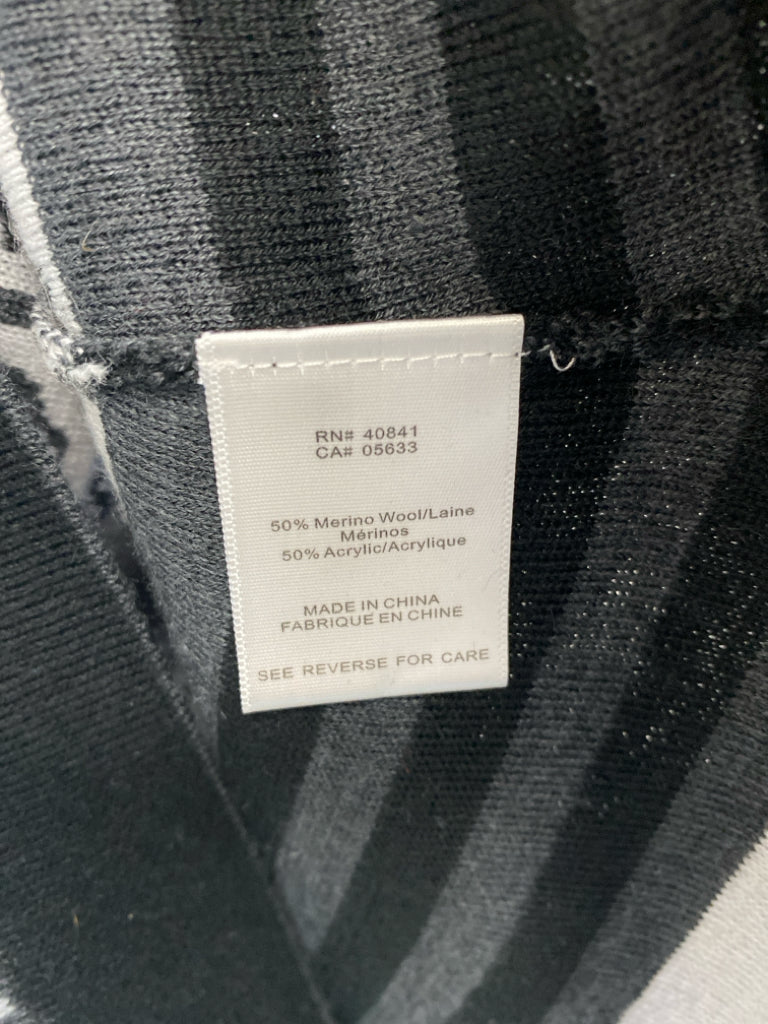 RN# 40841
CA# 05633
50% Merino Wool/Laine
Mérinos
50% Acrylic/Acrylique
MADE IN CHINA
FABRIQUE EN CHINE
SEE REVERSE FOR CARE